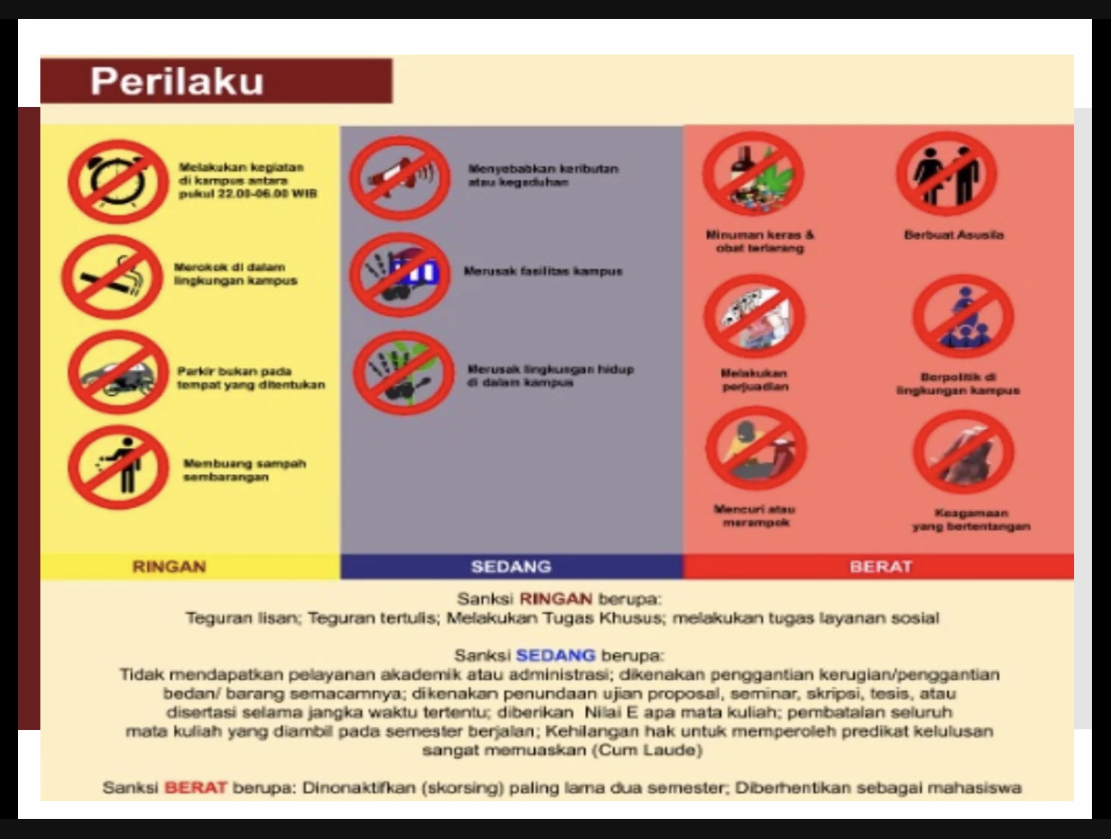 Perilaku
Melakukan kegiatan
di kampus antara
pukul 22.00-06.00 WIB
Merokok di dalam
lingkungan kampus
Parkir bukan pada
tempat yang ditentukan
Membuang sampah
sembarangan
RINGAN
Menyebabkan keributan
atau kegaduhan
Merusak fasilitas kampus
Merusak lingkungan hidup
di dalam kampus
SEDANG
Minuman keras &
obat terlarang
Berbuat Asusila
Melakukan
perjuadian
Berpolitik di
lingkungan kampus
Mencuri atau
merampok
Keagamaan
yang bertentangan
BERAT
Sanksi RINGAN berupa:
Teguran lisan; Teguran tertulis; Melakukan Tugas Khusus; melakukan tugas layanan sosial
Sanksi SEDANG berupa:
Tidak mendapatkan pelayanan akademik atau administrasi; dikenakan penggantian kerugian/penggantian
bedan/ barang semacamnya; dikenakan penundaan ujian proposal, seminar, skripsi, tesis, atau
disertasi selama jangka waktu tertentu; diberikan Nilai E apa mata kuliah; pembatalan seluruh
mata kuliah yang diambil pada semester berjalan; Kehilangan hak untuk memperoleh predikat kelulusan
sangat memuaskan (Cum Laude)
Sanksi BERAT berupa: Dinonaktifkan (skorsing) paling lama dua semester; Diberhentikan sebagai mahasiswa